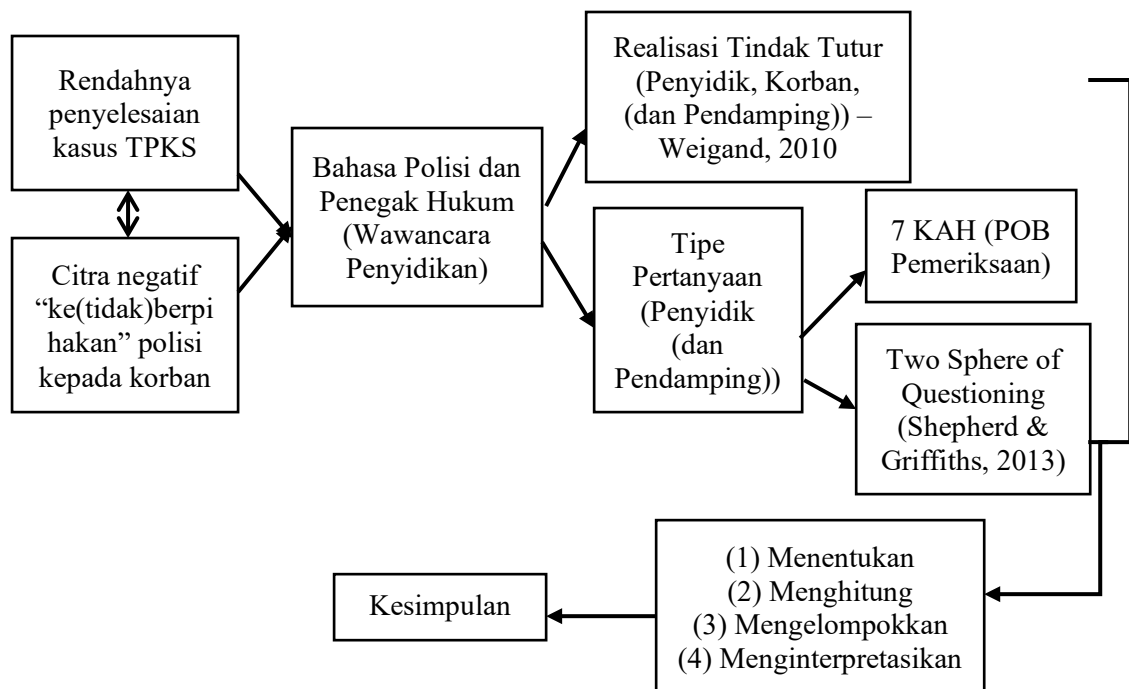 Rendahnya
penyelesaian
kasus TPKS
Citra negatif
“ke(tidak)berpi
hakan” polisi
kepada korban
Bahasa Polisi dan
Penegak Hukum
(Wawancara
Penyidikan)
Realisasi Tindak Tutur
(Penyidik, Korban,
(dan Pendamping)) –
Weigand, 2010
Tipe
Pertanyaan
(Penyidik
(dan
Pendamping))
7 KAH (POB
Pemeriksaan)
Two Sphere of
Questioning
(Shepherd &
Griffiths, 2013)
(1) Menentukan
(2) Menghitung
(3) Mengelompokkan
(4) Menginterpretasikan
Kesimpulan